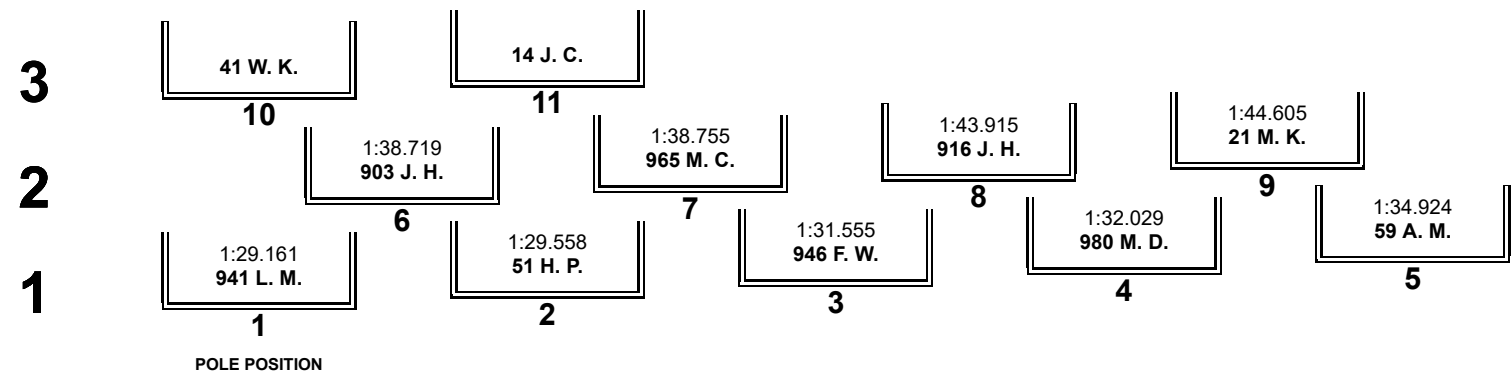 3
41 W. K.
10
14 J. C.
11
2
1:38.719
903 J. H.
6
1:38.755
965 M. C.
7
1:43.915
916 J. H.
8
1:44.605
21 M. K.
9
1
1:29.161
941 L. M.
1
1:29.558
51 H. P.
2
1:31.555
946 F. W.
3
1:32.029
980 M. D.
4
1:34.924
59 A. M.
5
POLE POSITION